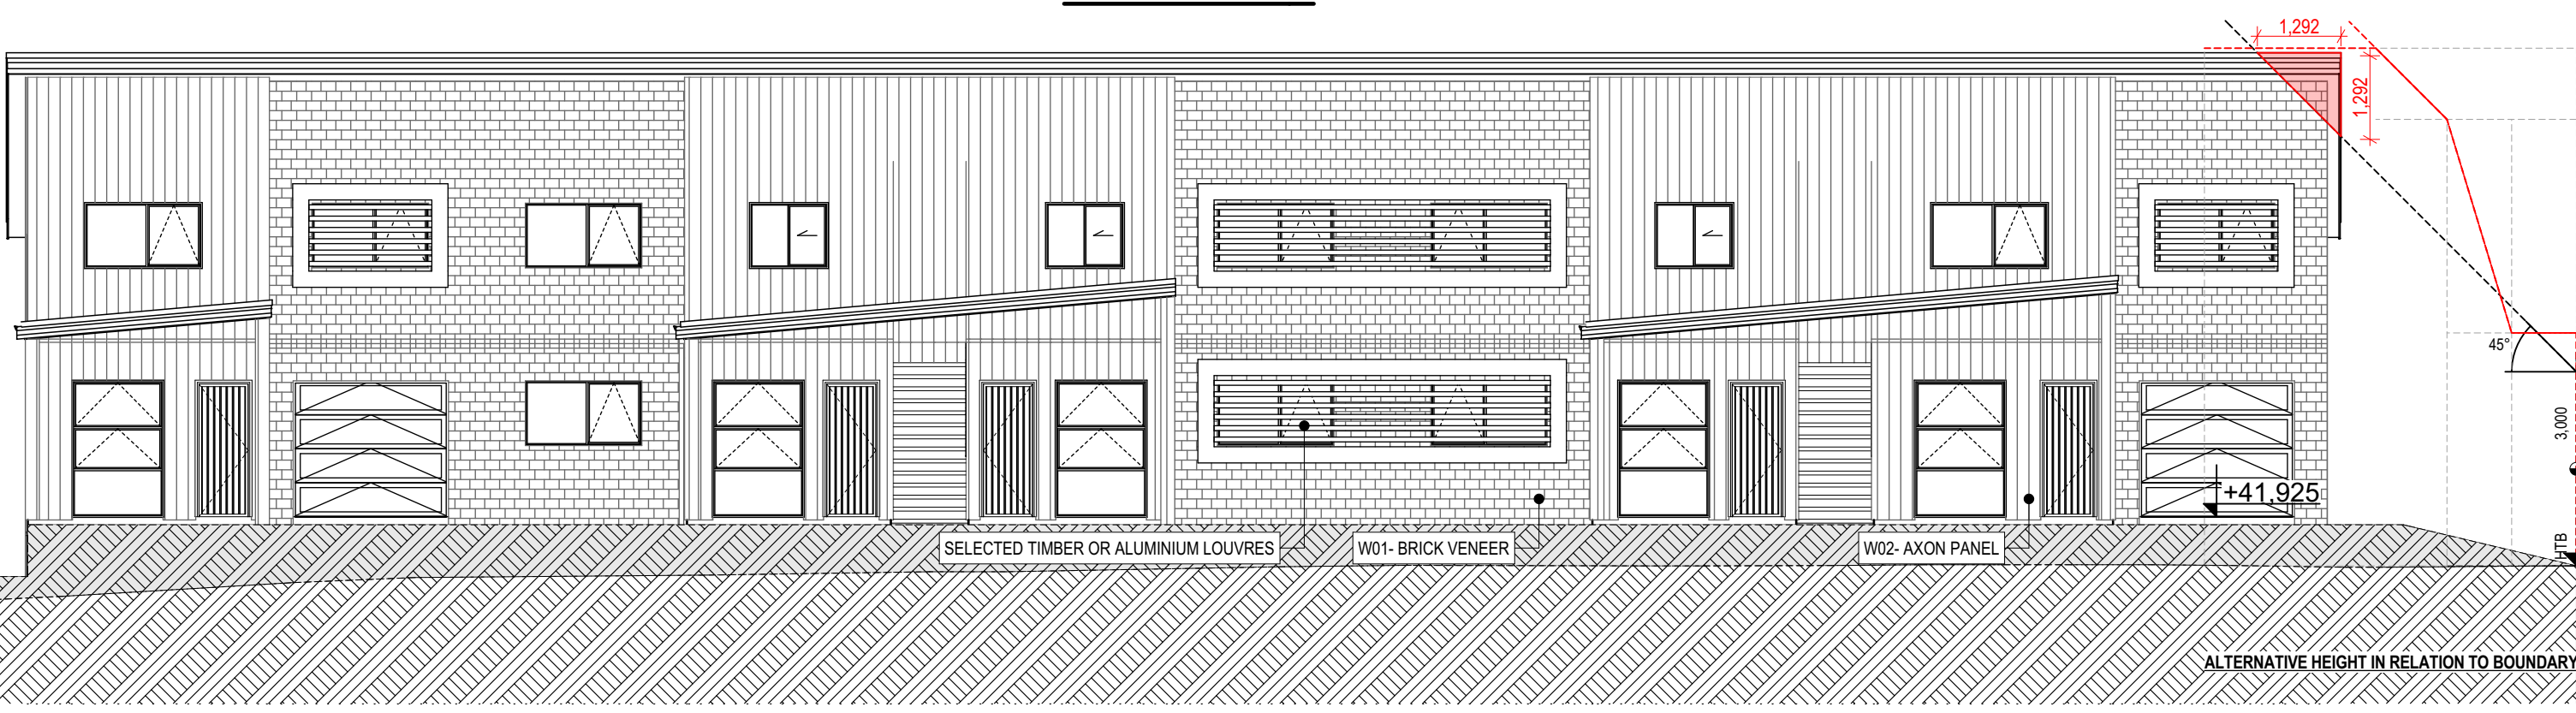 1,292
1,292
45°
3,000
+41,925
HTB
SELECTED TIMBER OR ALUMINIUM LOUVRES
W01- BRICK VENEER
W02- AXON PANEL
ALTERNATIVE HEIGHT IN RELATION TO BOUNDARY